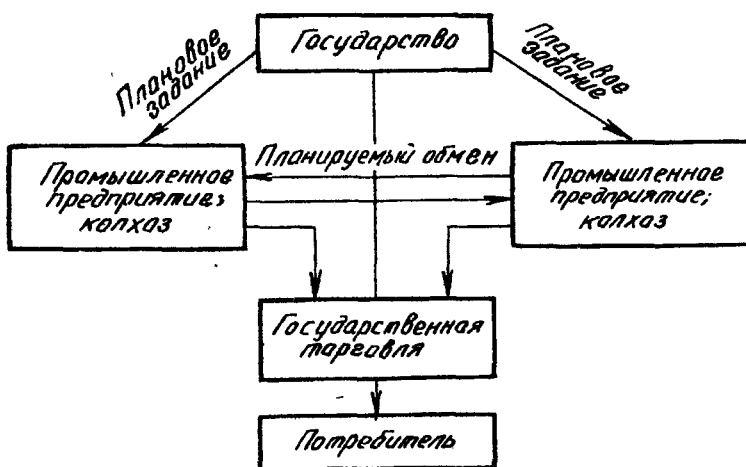 Государство
Плановое
задание
Плановое
задание
Планируемый обмен
Промышленное
предприятие;
колхоз
Промышленное
предприятие;
колхоз
Государственная
торговля
Потребитель